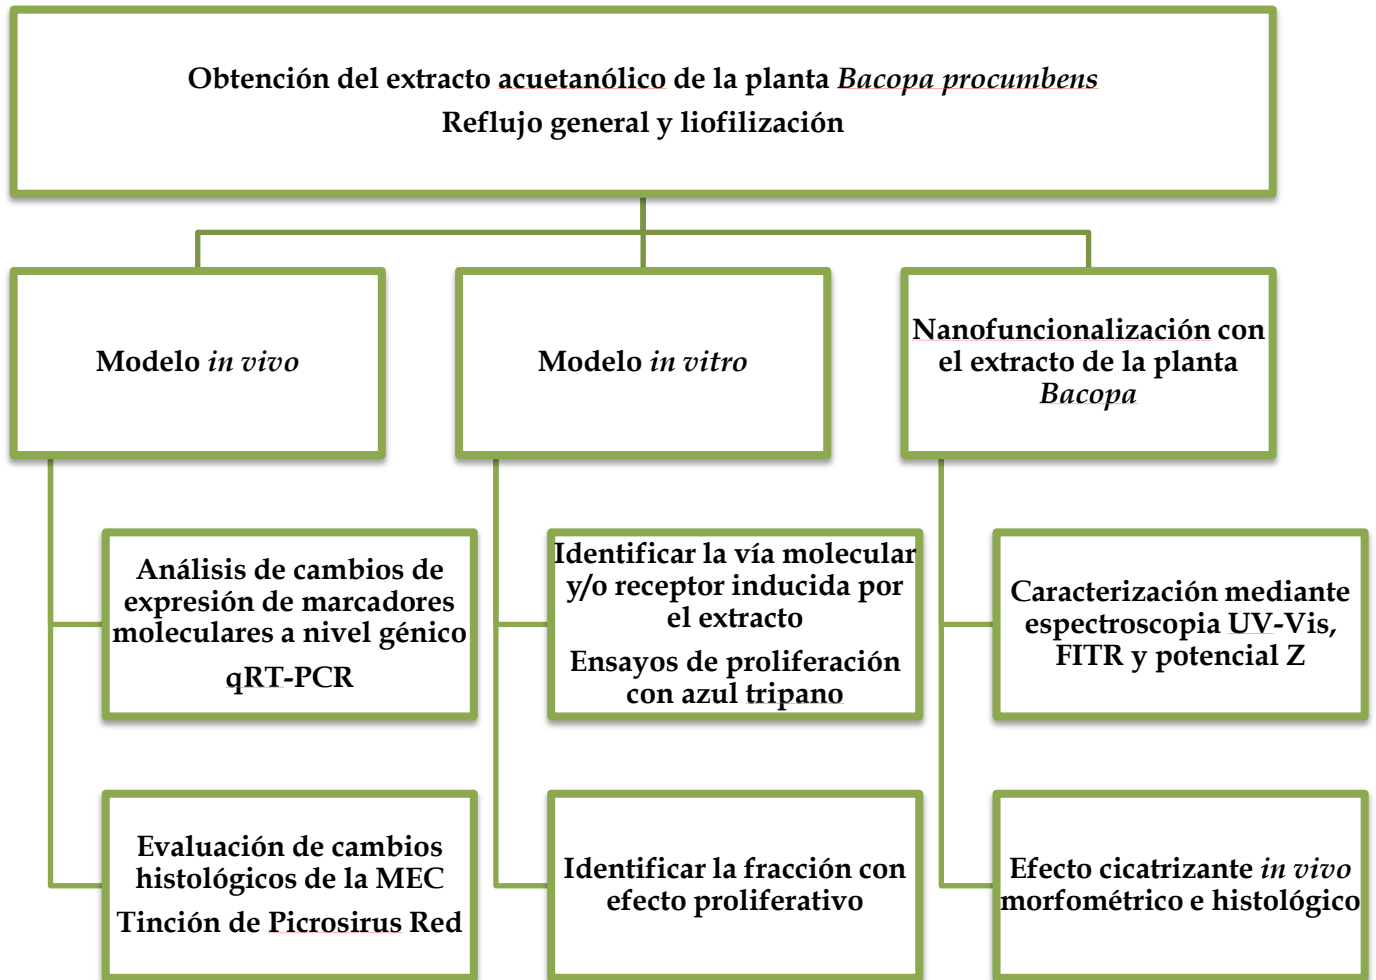 Obtención del extracto acuetanólico de la planta Bacopa procumbens
Reflujo general y liofilización
Modelo in vivo
Modelo in vitro
Nanofuncionalización con
el extracto de la planta
Bacopa
Análisis de cambios de
expresión de marcadores
moleculares a nivel génico
qRT-PCR
Identificar la vía molecular
y/o receptor inducida por
el extracto
Ensayos de proliferación
con azul tripano
Caracterización mediante
espectroscopia UV-Vis,
FITR y potencial Z
Evaluación de cambios
histológicos de la MEC
Tinción de Picrosirus Red
Identificar la fracción con
efecto proliferativo
Efecto cicatrizante in vivo
morfométrico e histológico